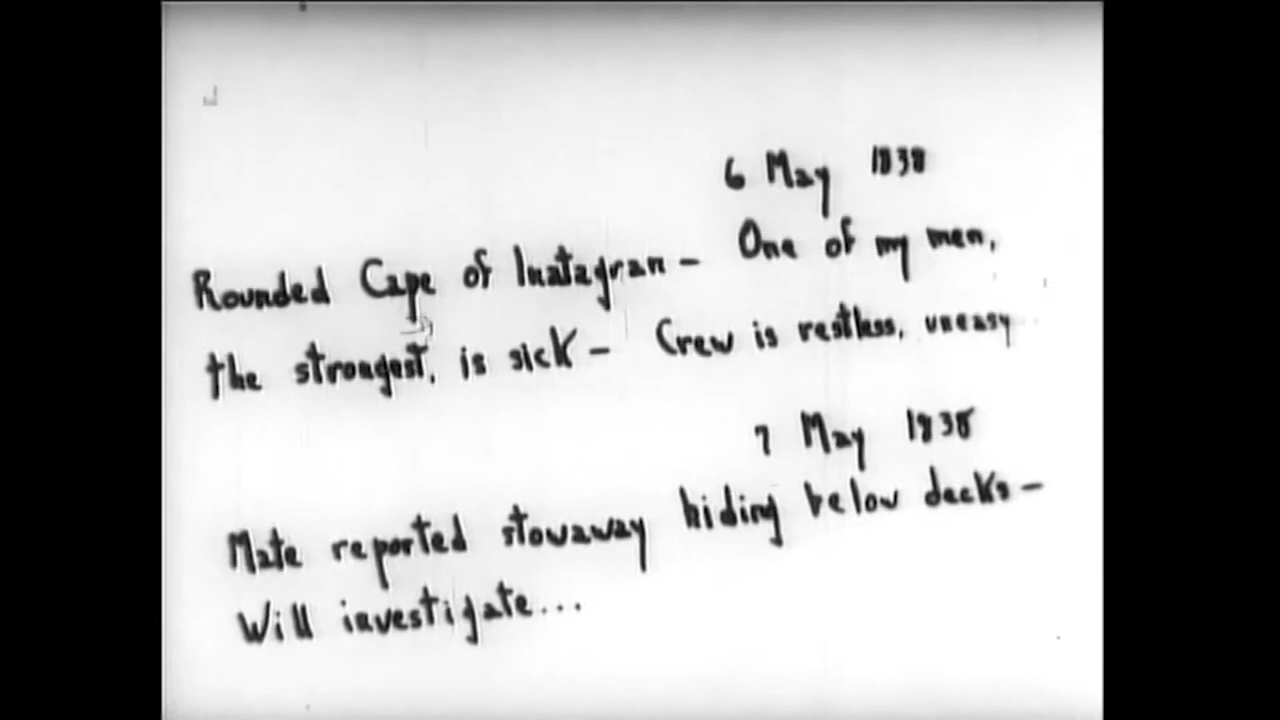 6 May 1838
Rounded Cape of Inatagran - One of my men,
the strongest, is sick - Crew is restless, uneasy
7 May 1838
Mate reported stowaway hiding below decks -
Will investigate...